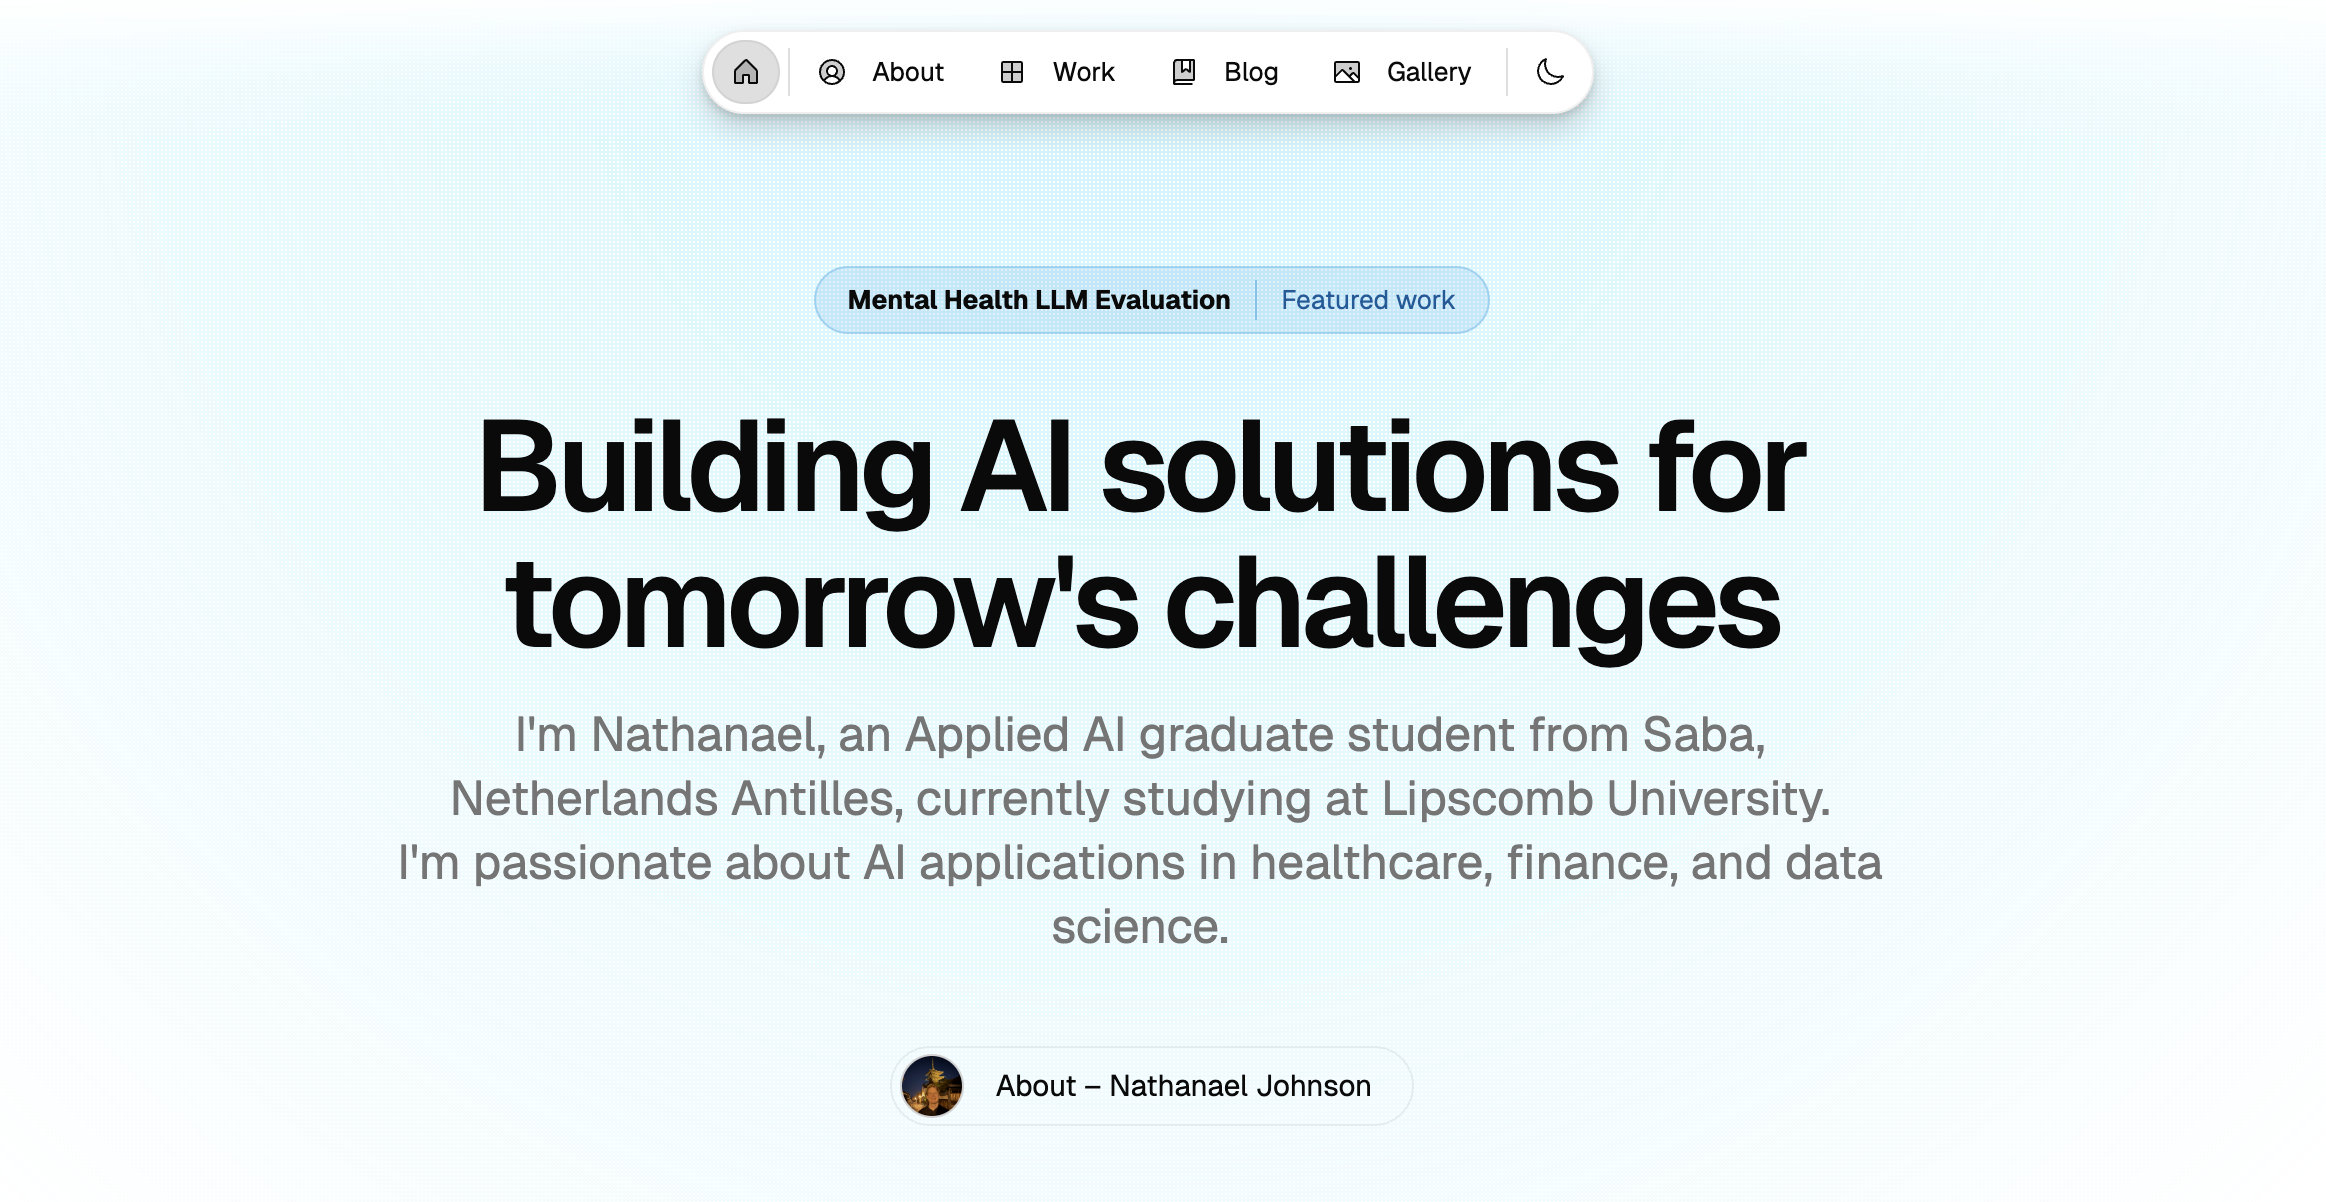 About Work Blog Gallery
Mental Health LLM Evaluation Featured work
Building AI solutions for
tomorrow's challenges
I'm Nathanael, an Applied AI graduate student from Saba,
Netherlands Antilles, currently studying at Lipscomb University.
I'm passionate about AI applications in healthcare, finance, and data
science.
About – Nathanael Johnson